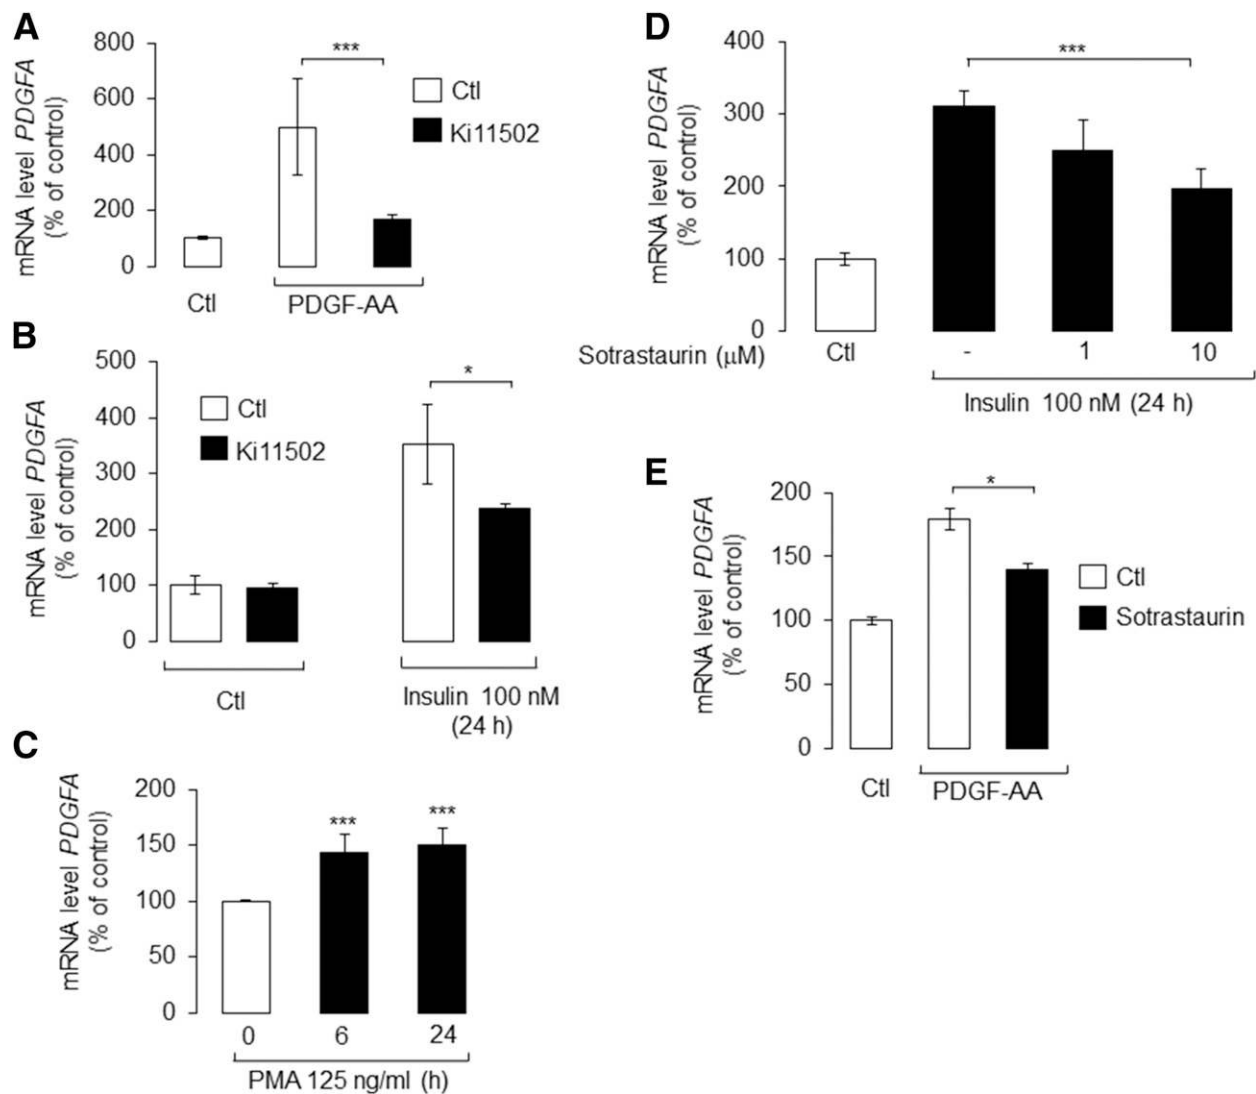 A
mRNA level PDGFA
(% of control)
800
600
400
200
0
***
Ctl
Ki11502
Ctl
PDGF-AA
B
mRNA level PDGFA
(% of control)
500
400
300
200
100
0
Ctl
Ki11502
*
Ctl
Insulin 100 nM
(24 h)
C
mRNA level PDGFA
(% of control)
200
150
100
50
0
***
***
0 6 24
PMA 125 ng/ml (h)
D
mRNA level PDGFA
(% of control)
400
300
200
100
0
***
Sotrastaurin (μM) Ctl - 1 10
Insulin 100 nM (24 h)
E
mRNA level PDGFA
(% of control)
200
150
100
50
0
*
Ctl
Sotrastaurin
Ctl
PDGF-AA